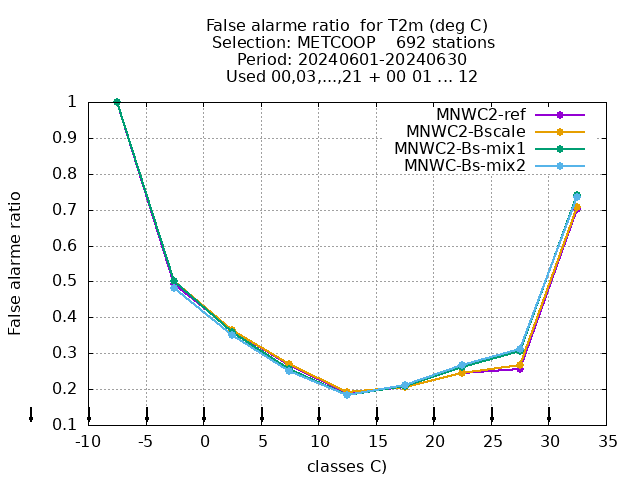 False alarme ratio  for T2m (deg C)
Selection: METCOOP    692 stations
Period: 20240601-20240630
Used 00,03,...,21 + 00 01 ... 12
MNWC2-ref
MNWC2-Bscale
MNWC2-Bs-mix1
MNWC-Bs-mix2
False alarme ratio
1
0.9
0.8
0.7
0.6
0.5
0.4
0.3
0.2
0.1
-10 -5 0 5 10 15 20 25 30 35
classes C)